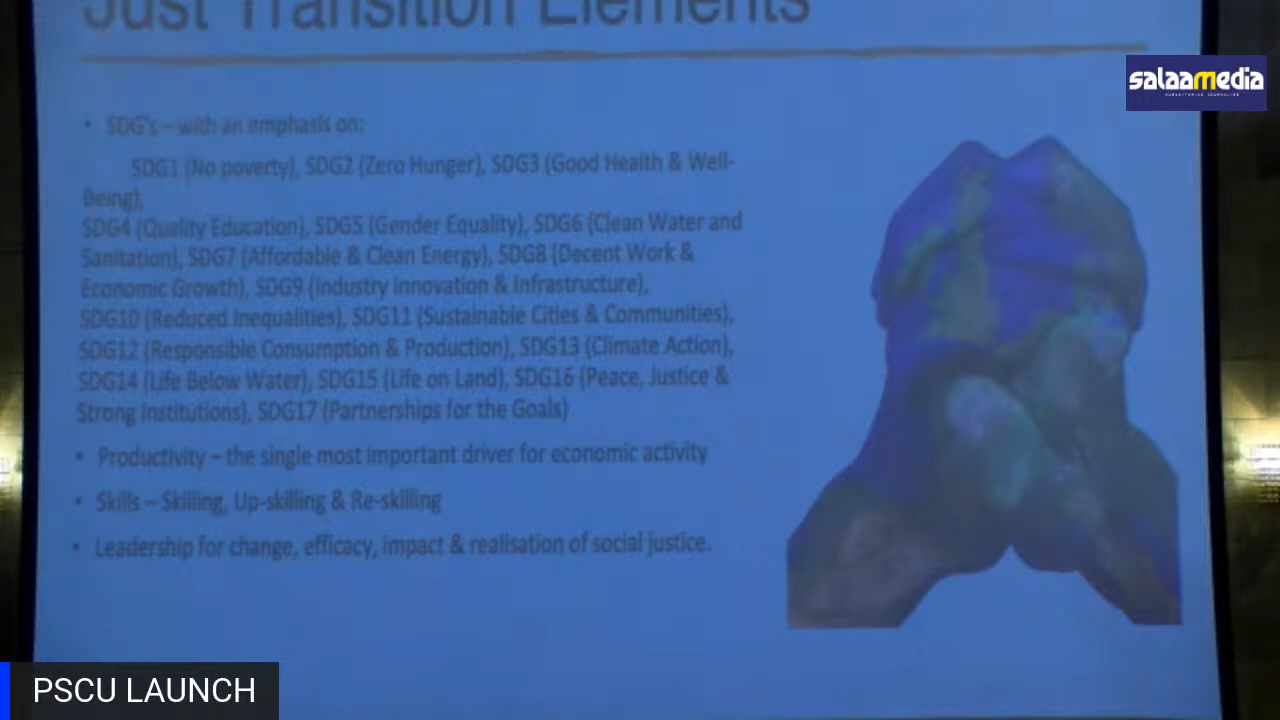 Just Transition Elements
salaamedia
• SDG's – with an emphasis on:
SDG1 (No poverty), SDG2 (Zero Hunger), SDG3 (Good Health & Well-
Being),
SDG4 (Quality Education), SDG5 (Gender Equality), SDG6 (Clean Water and
Sanitation), SDG7 (Affordable & Clean Energy), SDG8 (Decent Work &
Economic Growth), SDG9 (Industry Innovation & Infrastructure),
SDG10 (Reduced Inequalities), SDG11 (Sustainable Cities & Communities),
SDG12 (Responsible Consumption & Production), SDG13 (Climate Action),
SDG14 (Life Below Water), SDG15 (Life on Land), SDG16 (Peace, Justice &
Strong Institutions), SDG17 (Partnerships for the Goals)
• Productivity – the single most important driver for economic activity
• Skills – Skilling, Up-skilling & Re-skilling
• Leadership for change, efficacy, impact & realisation of social justice.
PSCU LAUNCH